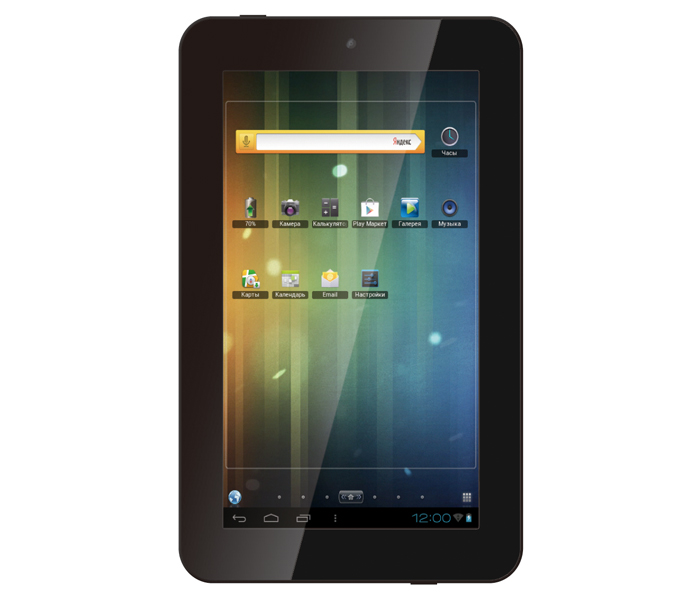 Яндекс
Часы
70%
Камера
Калькулято
Play Маркет
Галерея
Музыка
Карты
Календарь
Email
Настройки
12:00